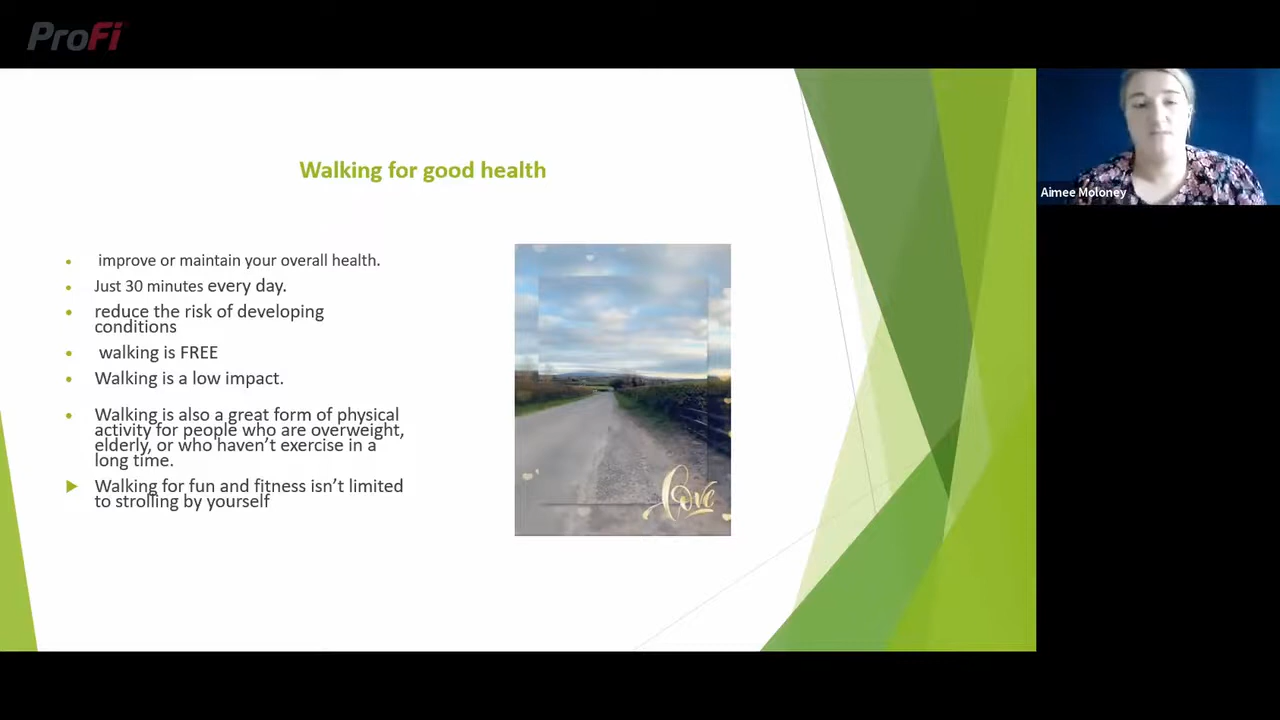 ProFi
Walking for good health
improve or maintain your overall health.
Just 30 minutes every day.
reduce the risk of developing
conditions
walking is FREE
Walking is a low impact.
Walking is also a great form of physical
activity for people who are overweight,
elderly, or who haven't exercise in a
long time.
Walking for fun and fitness isn't limited
to strolling by yourself
love
Aimee Moloney